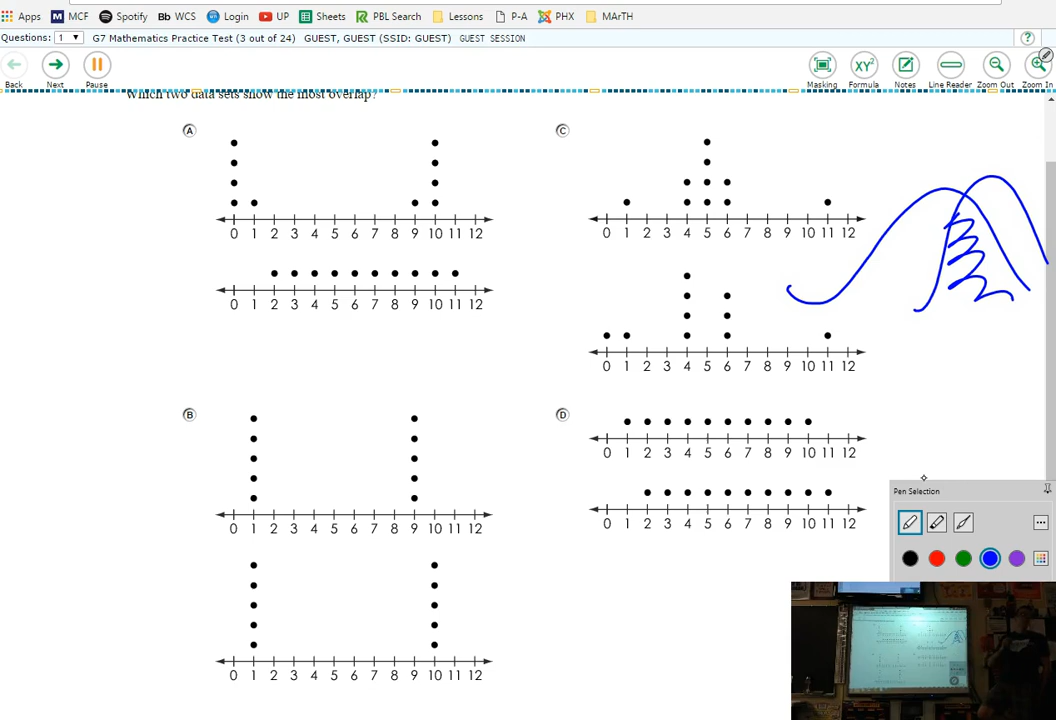 Apps MCF Spotify Bb WCS Login UP Sheets PBL Search Lessons P-A PHX MArTH
Questions: 1 G7 Mathematics Practice Test (3 out of 24) GUEST, GUEST (SSID: GUEST) GUEST SESSION ?
XY²
Back Next Pause Masking Formula Notes Line Reader Zoom Out Zoom In
Which two data sets show the most overlap?
A
0 1 2 3 4 5 6 7 8 9 10 11 12
0 1 2 3 4 5 6 7 8 9 10 11 12
C
0 1 2 3 4 5 6 7 8 9 10 11 12
0 1 2 3 4 5 6 7 8 9 10 11 12
B
0 1 2 3 4 5 6 7 8 9 10 11 12
0 1 2 3 4 5 6 7 8 9 10 11 12
D
0 1 2 3 4 5 6 7 8 9 10 11 12
0 1 2 3 4 5 6 7 8 9 10 11 12
Pen Selection